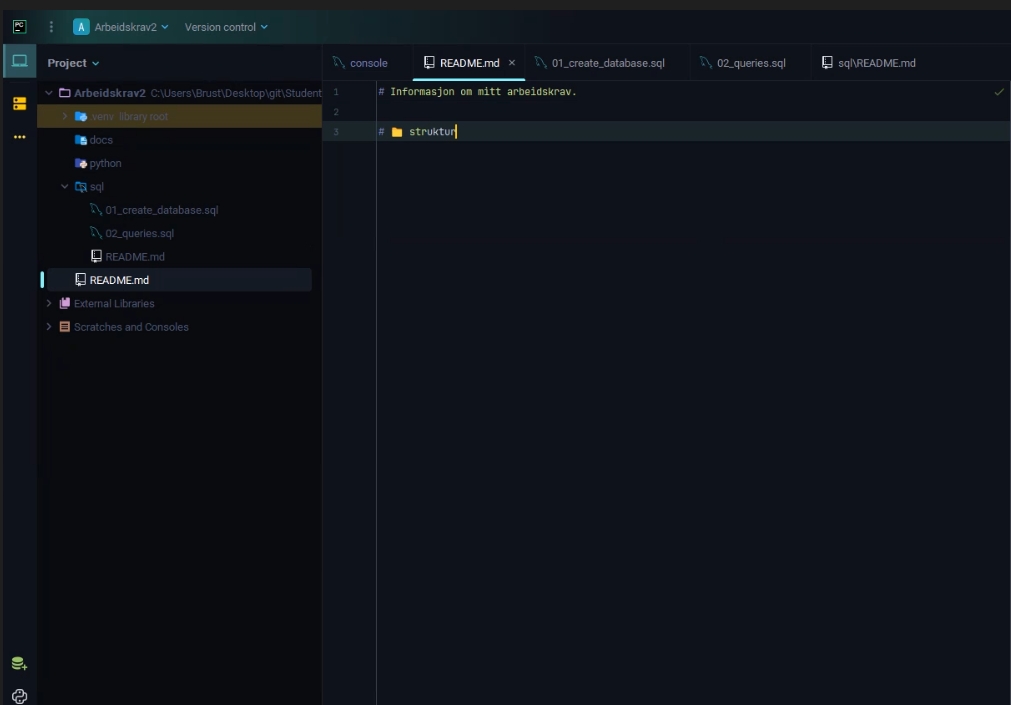 PC
A Arbeidskrav2 Version control
Project
console README.md × 01_create_database.sql 02_queries.sql sql\README.md
Arbeidskrav2 C:\Users\Brust\Desktop\git\Student
.venv library root
docs
python
sql
01_create_database.sql
02_queries.sql
README.md
README.md
External Libraries
Scratches and Consoles
1 # Informasjon om mitt arbeidskrav.
2
3 # 📁 struktur